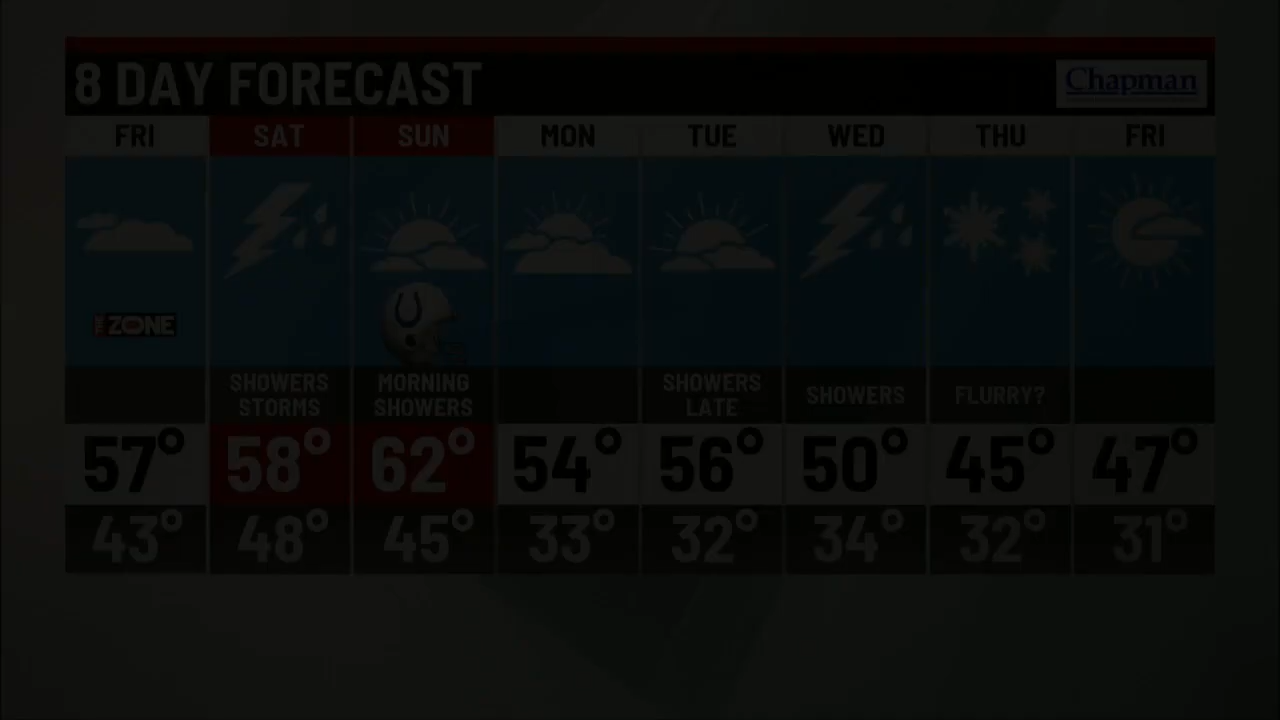 8 DAY FORECAST
Chapman
FRI SAT SUN MON TUE WED THU FRI
THE ZONE
SHOWERS STORMS
MORNING SHOWERS
SHOWERS LATE
SHOWERS
FLURRY?
57° 58° 62° 54° 56° 50° 45° 47°
43° 48° 45° 33° 32° 34° 32° 31°